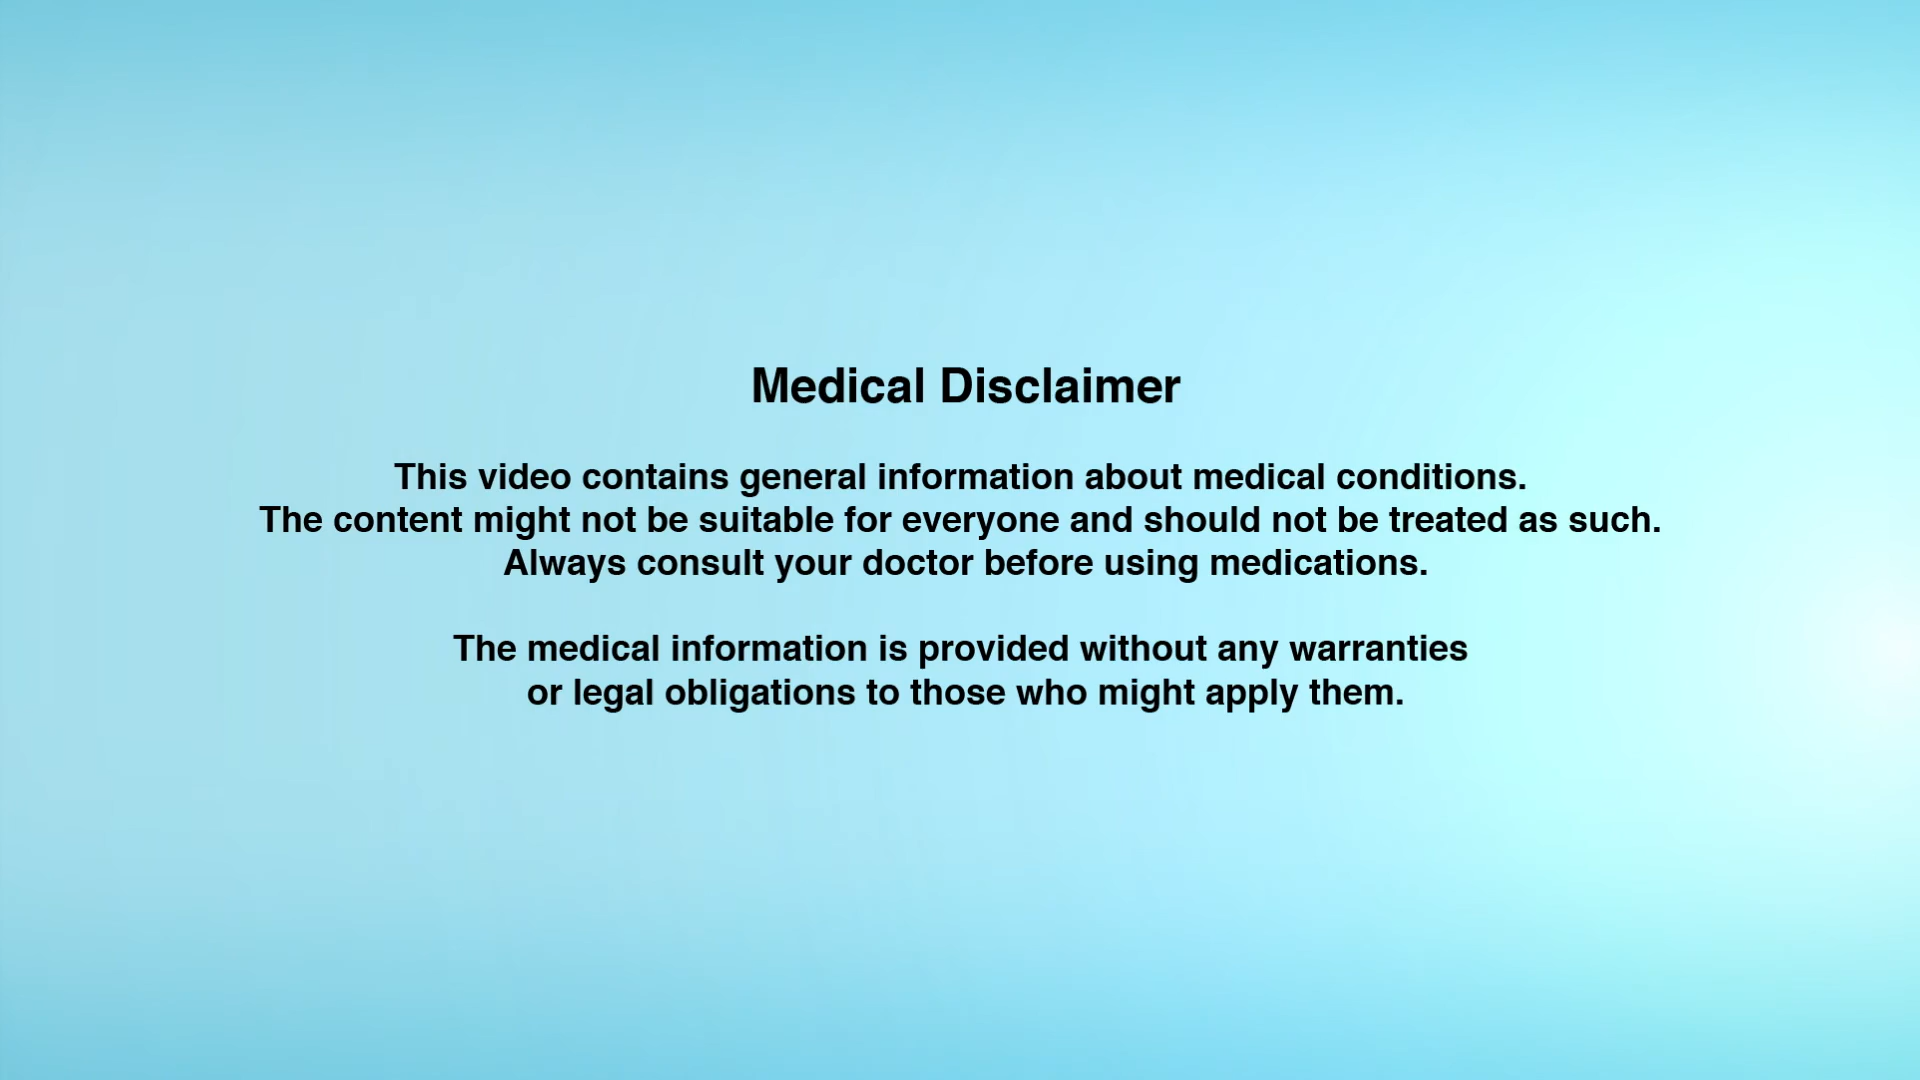 Medical Disclaimer
This video contains general information about medical conditions.
The content might not be suitable for everyone and should not be treated as such.
Always consult your doctor before using medications.
The medical information is provided without any warranties
or legal obligations to those who might apply them.